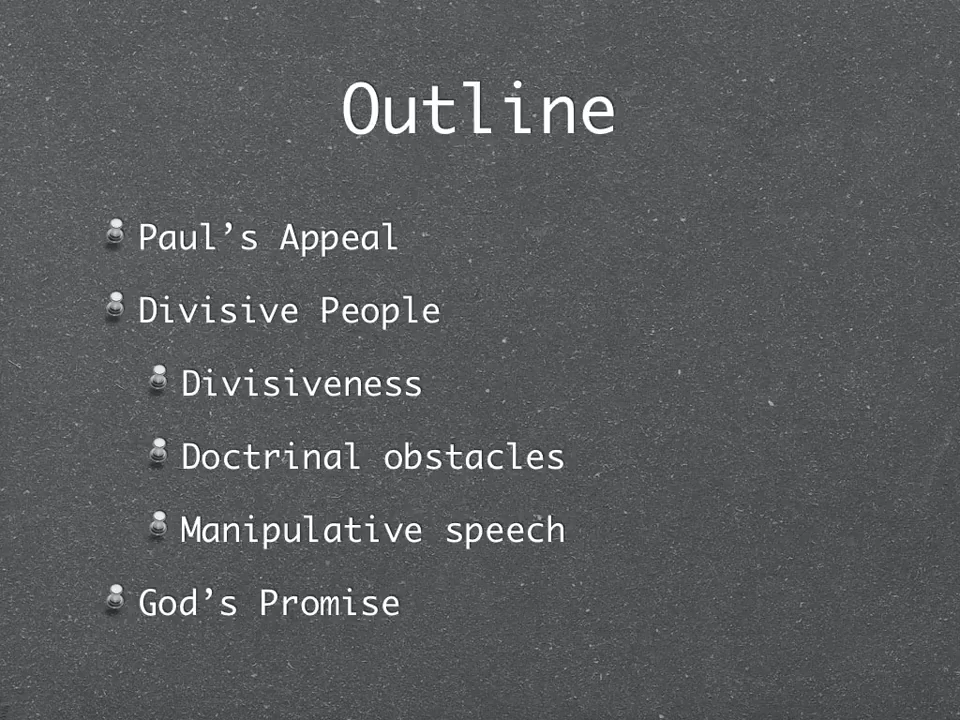 Outline
Paul’s Appeal
Divisive People
Divisiveness
Doctrinal obstacles
Manipulative speech
God’s Promise